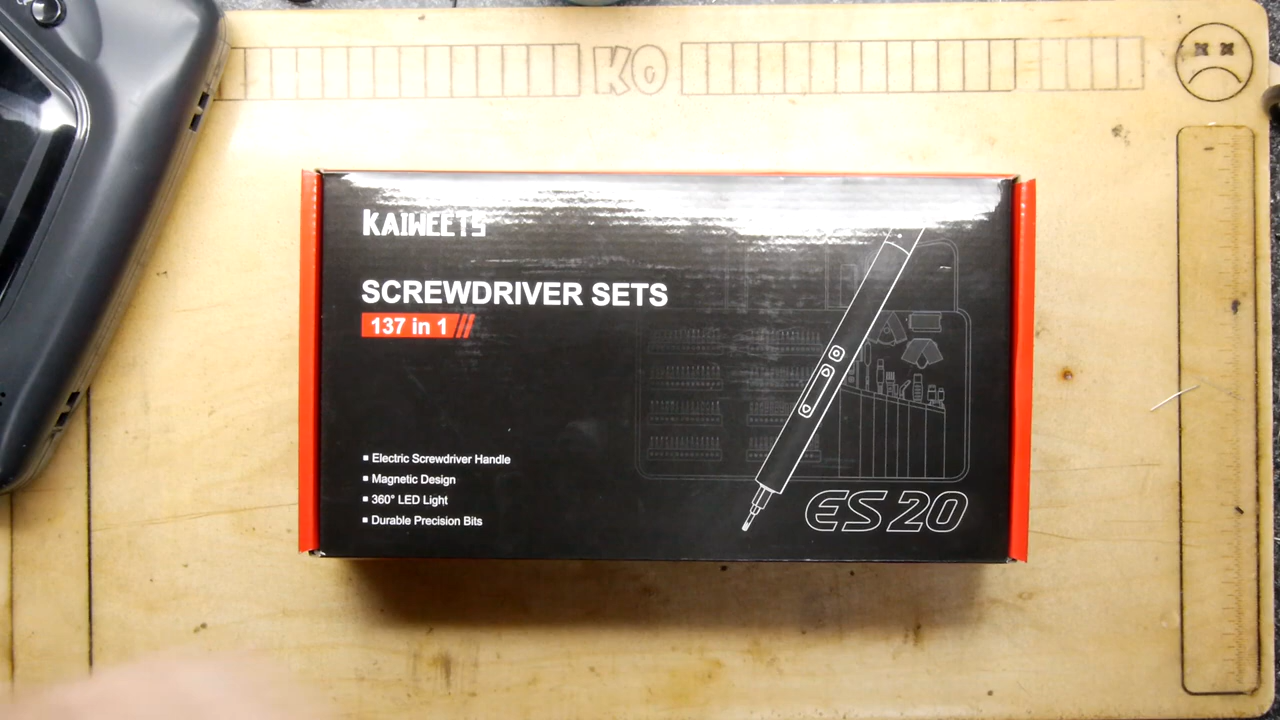 KO
KAIWEETS
SCREWDRIVER SETS
137 in 1
▪ Electric Screwdriver Handle
▪ Magnetic Design
▪ 360° LED Light
▪ Durable Precision Bits
ES20